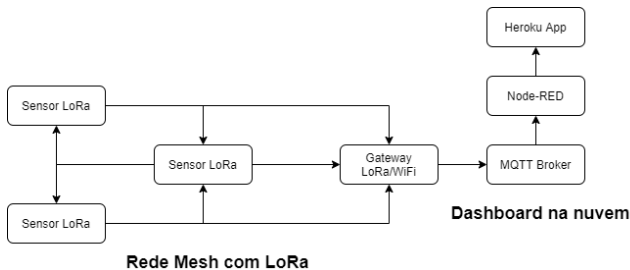 Heroku App
Node-RED
Sensor LoRa
Sensor LoRa
Gateway
LoRa/WiFi
MQTT Broker
Sensor LoRa
Dashboard na nuvem
Rede Mesh com LoRa